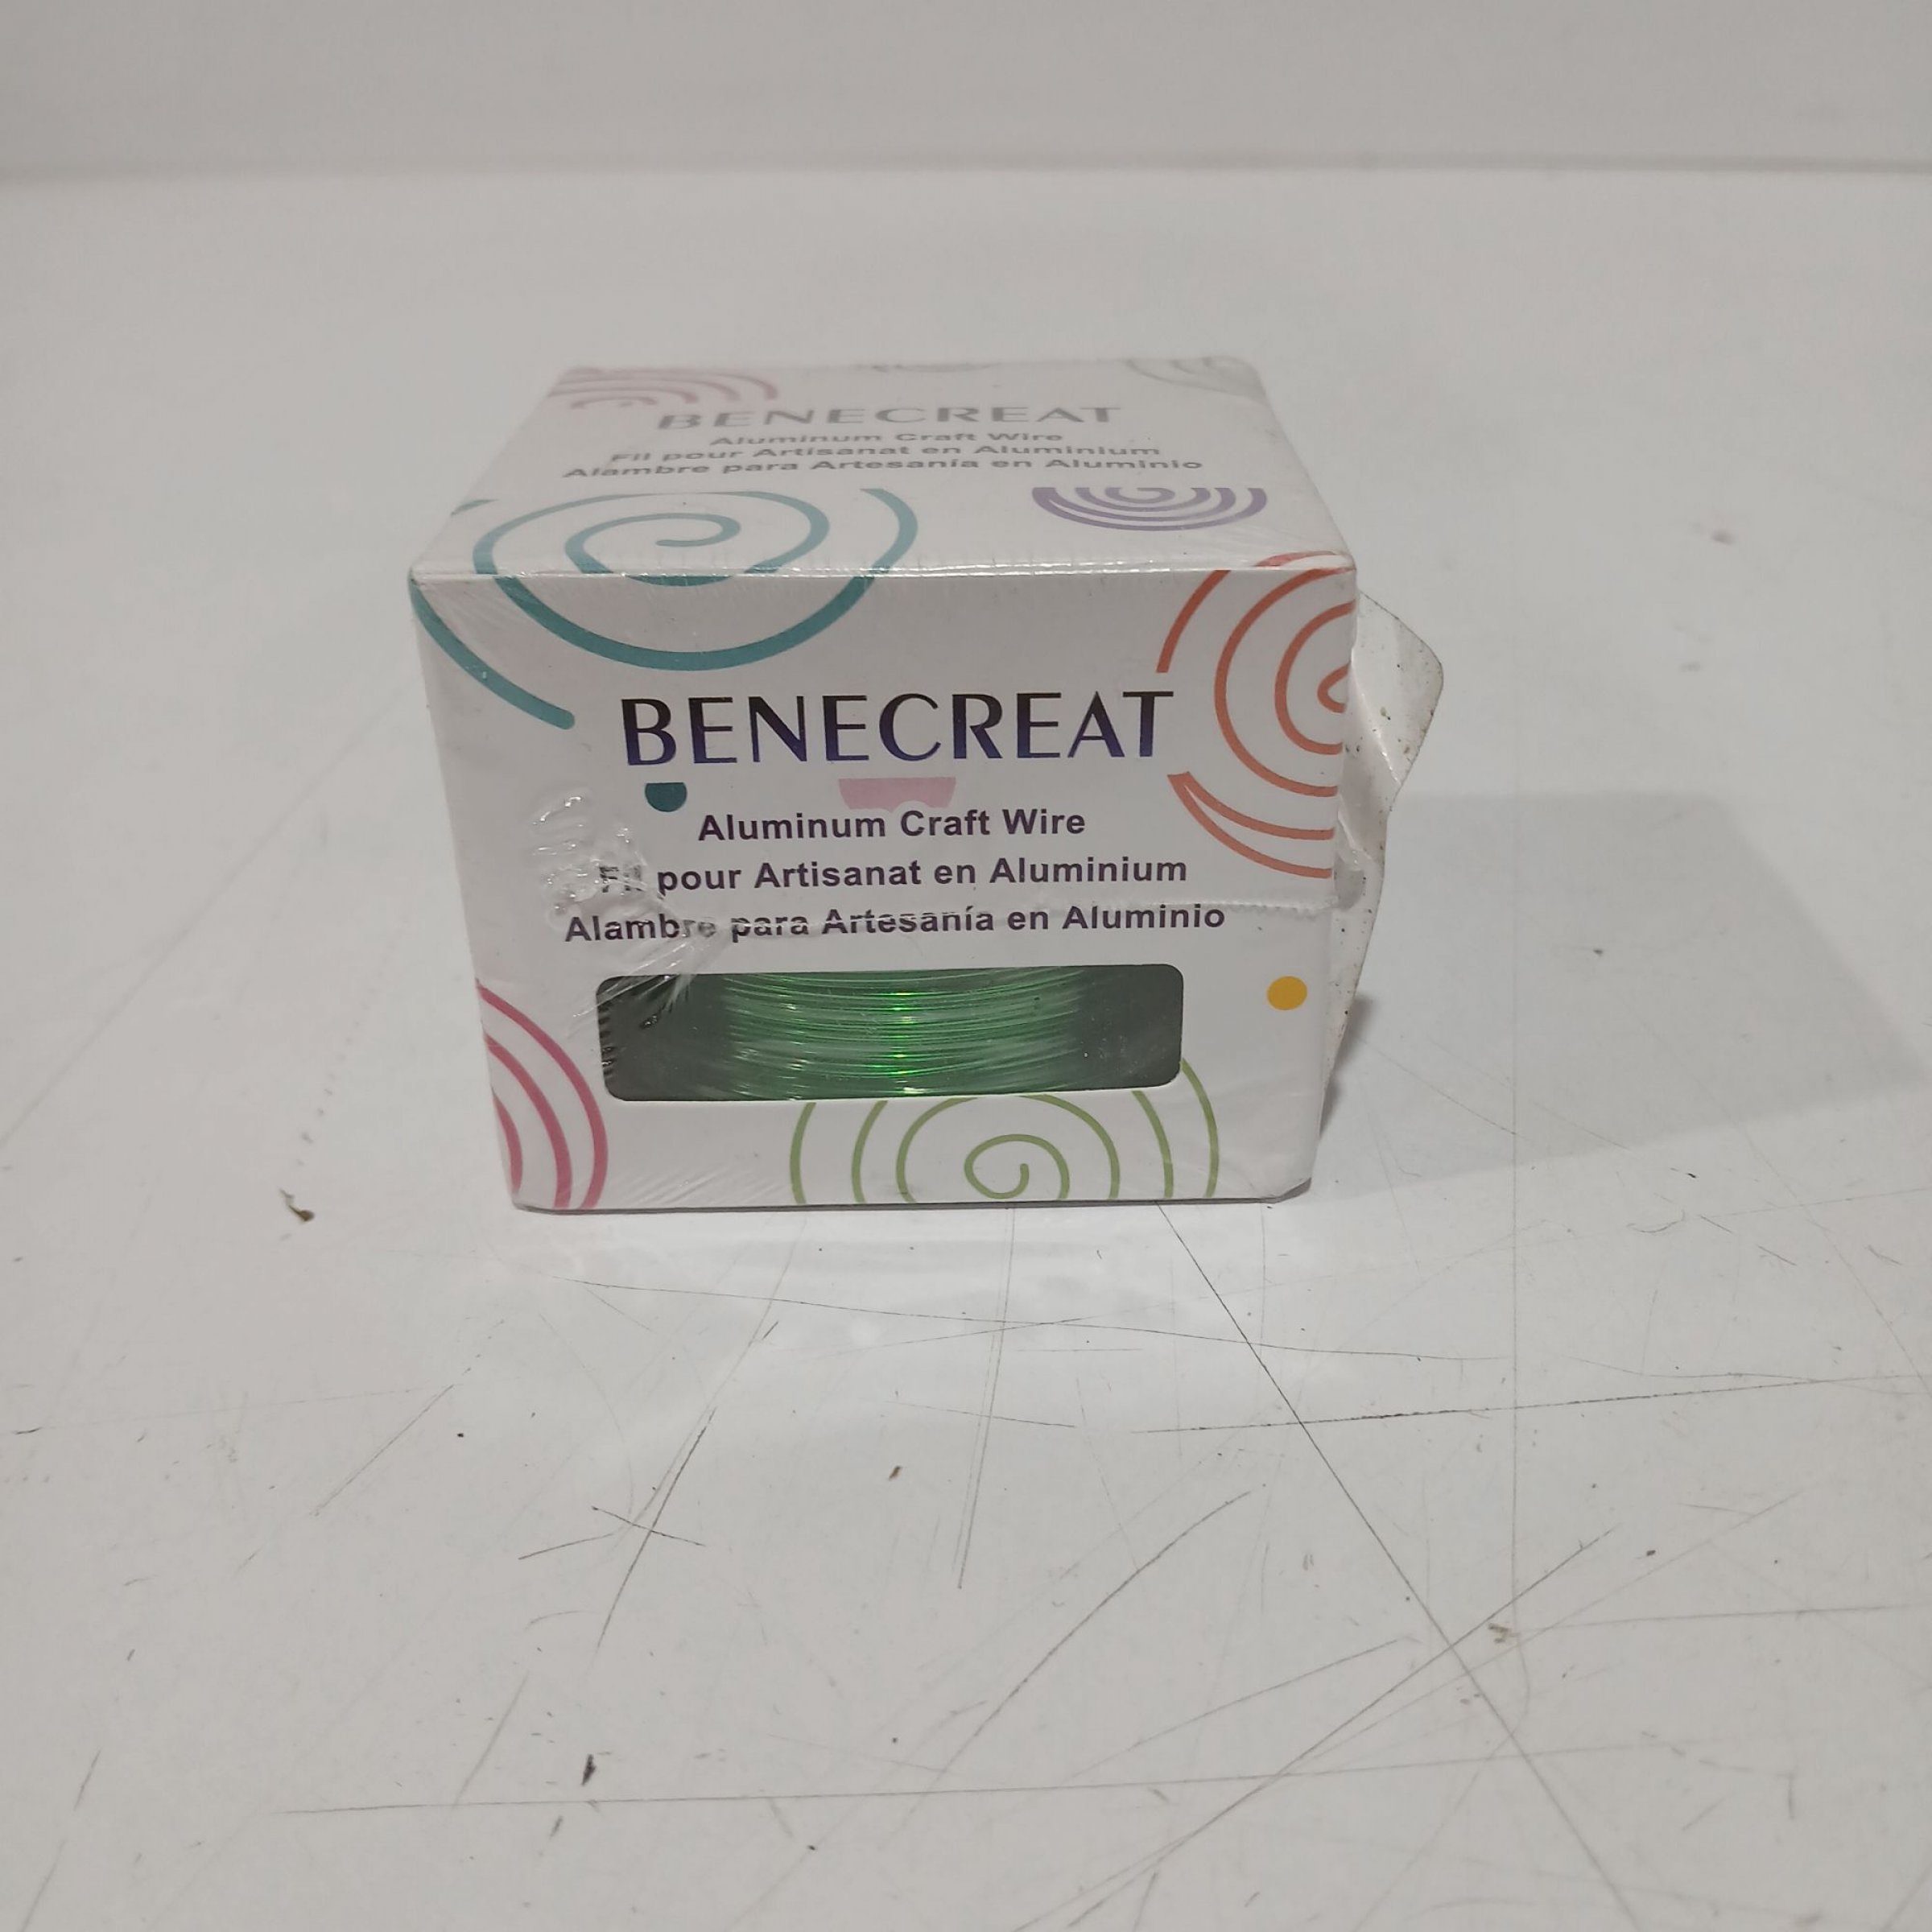 BENECREAT
Aluminum Craft Wire
Fil pour Artisanat en Aluminium
Alambre para Artesanía en Aluminio
BENECREAT
Aluminum Craft Wire
Fil pour Artisanat en Aluminium
Alambre para Artesanía en Aluminio